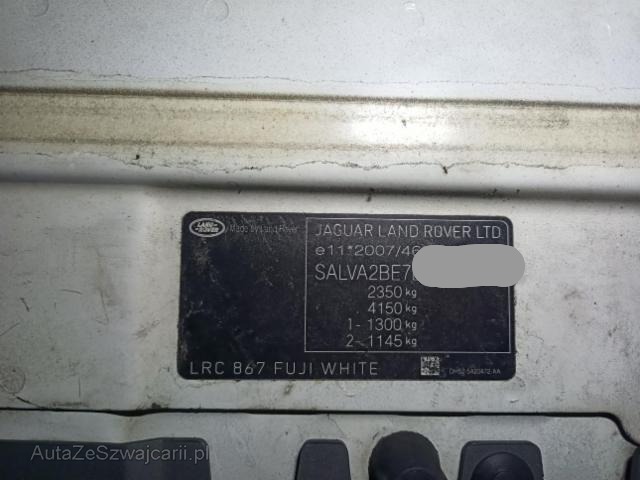 LAND ROVER
Made by Land Rover
JAGUAR LAND ROVER LTD
e11*2007/46
SALVA2BE7
2350 kg
4150 kg
1- 1300 kg
2- 1145 kg
LRC 867 FUJI WHITE
AutaZeSzwajcarii.pl